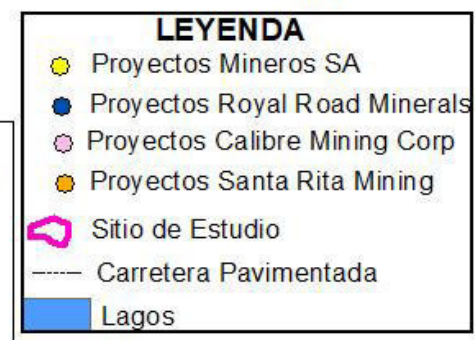 LEYENDA
Proyectos Mineros SA
Proyectos Royal Road Minerals
Proyectos Calibre Mining Corp
Proyectos Santa Rita Mining
Sitio de Estudio
Carretera Pavimentada
Lagos